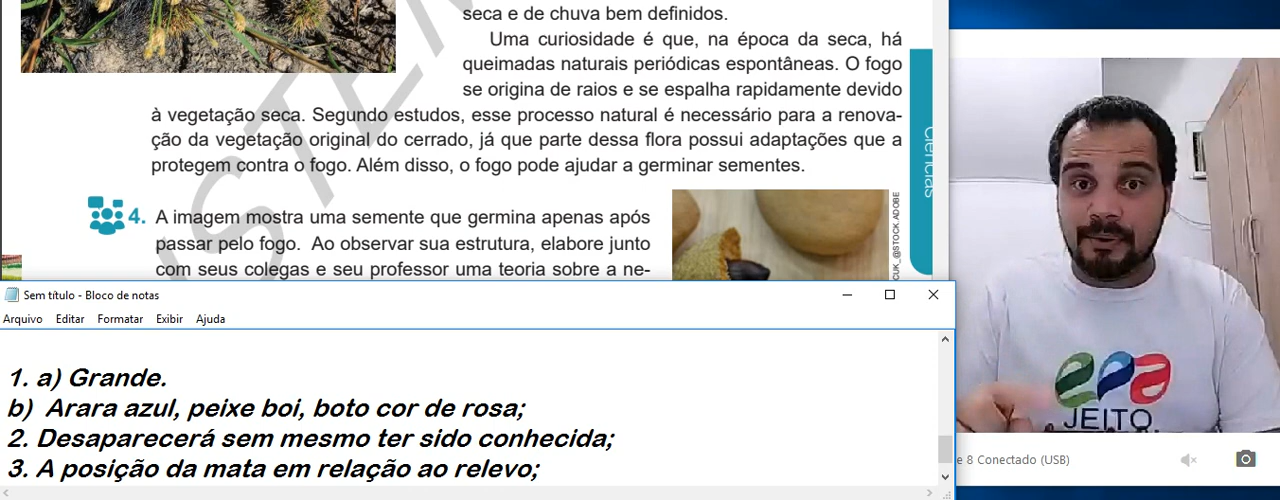 seca e de chuva bem definidos.
Uma curiosidade é que, na época da seca, há
queimadas naturais periódicas espontâneas. O fogo
se origina de raios e se espalha rapidamente devido
à vegetação seca. Segundo estudos, esse processo natural é necessário para a renova-
ção da vegetação original do cerrado, já que parte dessa flora possui adaptações que a
protegem contra o fogo. Além disso, o fogo pode ajudar a germinar sementes.
Ciências
4. A imagem mostra uma semente que germina apenas após
passar pelo fogo. Ao observar sua estrutura, elabore junto
com seus colegas e seu professor uma teoria sobre a ne-
@STOCK.ADOBE
Sem título - Bloco de notas
Arquivo Editar Formatar Exibir Ajuda
1. a) Grande.
b) Arara azul, peixe boi, boto cor de rosa;
2. Desaparecerá sem mesmo ter sido conhecida;
3. A posição da mata em relação ao relevo;
epa
JEITO
e 8 Conectado (USB)